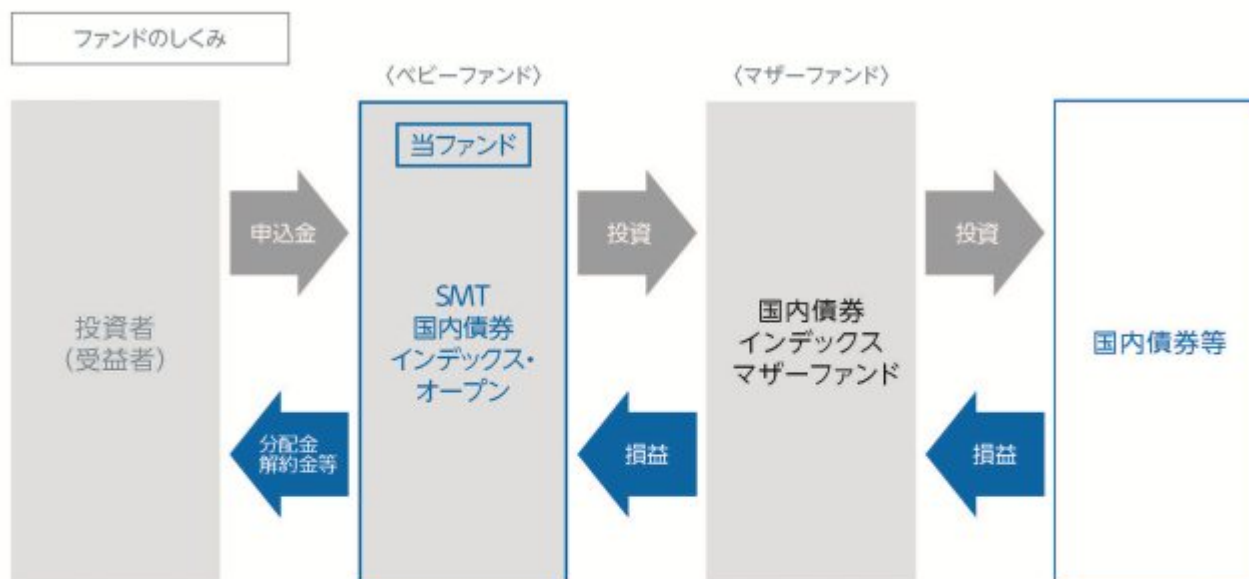 ファンドのしくみ
〈ベビーファンド〉
〈マザーファンド〉
投資者
(受益者)
申込金
分配金
解約金等
当ファンド
SMT
国内債券
インデックス・
オープン
投資
損益
国内債券
インデックス
マザーファンド
投資
損益
国内債券等